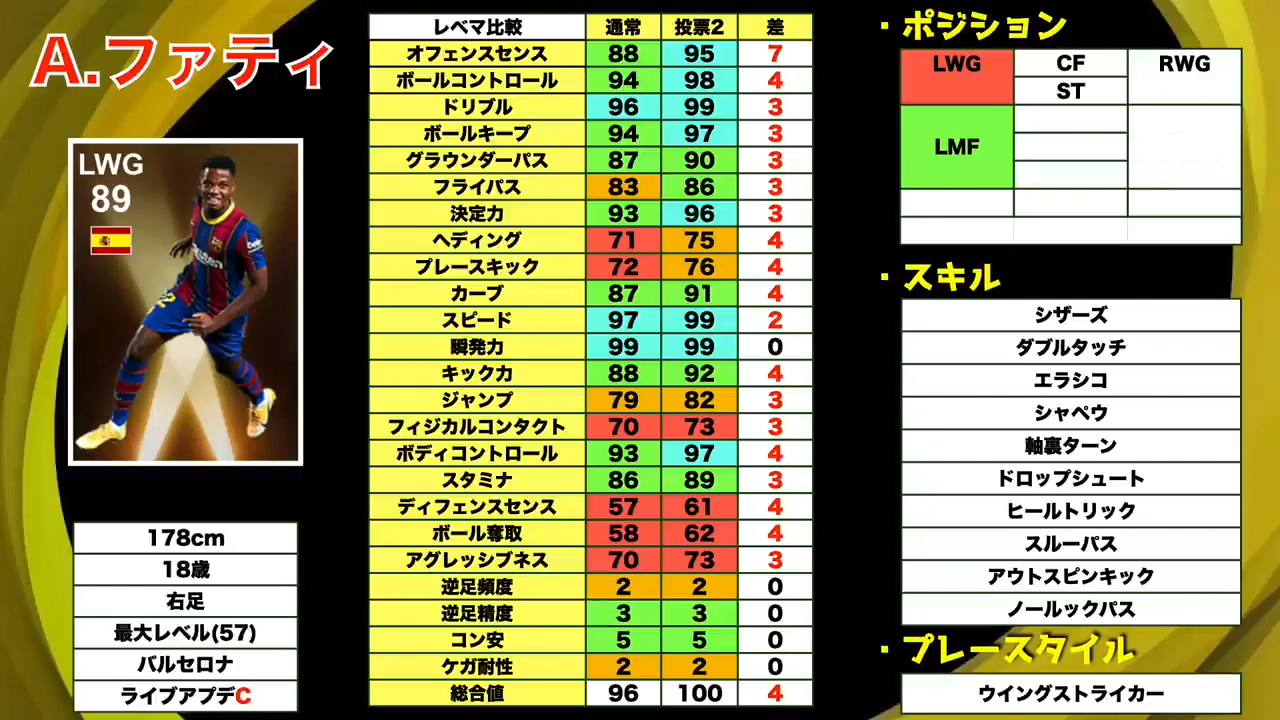 A.ファティ
LWG
89
178cm
18歳
右足
最大レベル(57)
バルセロナ
ライブアプデC
レベマ比較 通常 投票2 差
オフェンスセンス 88 95 7
ボールコントロール 94 98 4
ドリブル 96 99 3
ボールキープ 94 97 3
グラウンダーパス 87 90 3
フライパス 83 86 3
決定力 93 96 3
ヘディング 71 75 4
プレースキック 72 76 4
カーブ 87 91 4
スピード 97 99 2
瞬発力 99 99 0
キック力 88 92 4
ジャンプ 79 82 3
フィジカルコンタクト 70 73 3
ボディコントロール 93 97 4
スタミナ 86 89 3
ディフェンスセンス 57 61 4
ボール奪取 58 62 4
アグレッシブネス 70 73 3
逆足頻度 2 2 0
逆足精度 3 3 0
コン安 5 5 0
ケガ耐性 2 2 0
総合値 96 100 4
・ポジション
LWG CF RWG
ST
LMF
・スキル
シザーズ
ダブルタッチ
エラシコ
シャペウ
軸裏ターン
ドロップシュート
ヒールトリック
スルーパス
アウトスピンキック
ノールックパス
・プレースタイル
ウイングストライカー